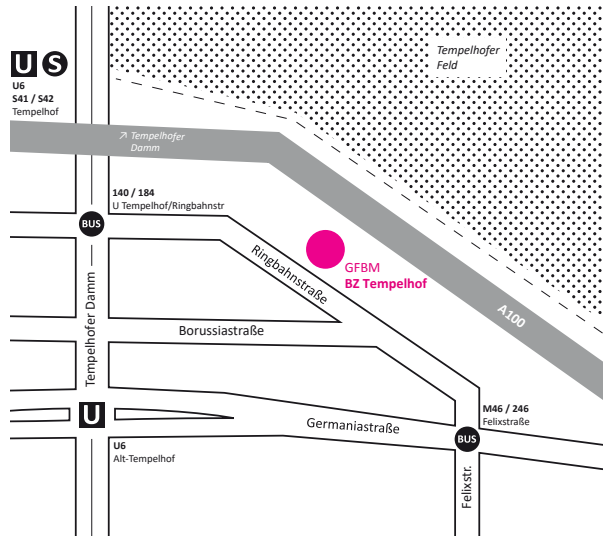 U S
U6
S41 / S42
Tempelhof
Tempelhofer
Feld
↗ Tempelhofer
Damm
140 / 184
U Tempelhof/Ringbahnstr
BUS
Ringbahnstraße
GFBM
BZ Tempelhof
A100
Tempelhofer Damm
Borussiastraße
M46 / 246
Felixstraße
U
Germaniastraße
BUS
U6
Alt-Tempelhof
Felixstr.